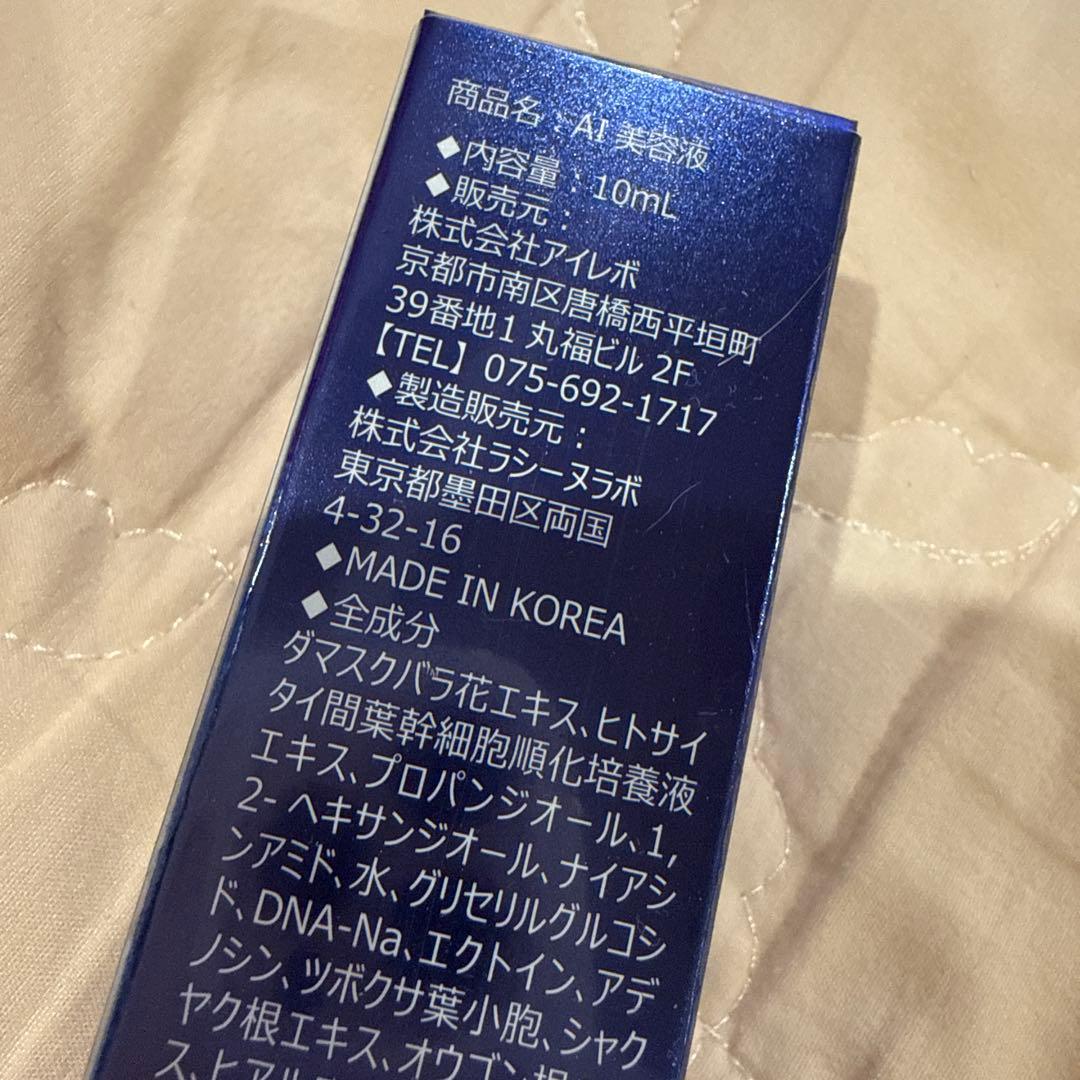 商品名：AI 美容液
◆内容量：10mL
◆販売元：
株式会社アイレボ
京都市南区唐橋西平垣町
39番地1 丸福ビル 2F
【TEL】075-692-1717
◆製造販売元：
株式会社ラシーヌラボ
東京都墨田区両国
4-32-16
◆MADE IN KOREA
◆全成分
ダマスクバラ花エキス、ヒトサイ
タイ間葉幹細胞順化培養液
エキス、プロパンジオール、1,
2- ヘキサンジオール、ナイアシ
ンアミド、水、グリセリルグルコシ
ド、DNA-Na、エクトイン、アデ
ノシン、ツボクサ葉小胞、シャク
ヤク根エキス、オウゴン根
ス、ヒアル